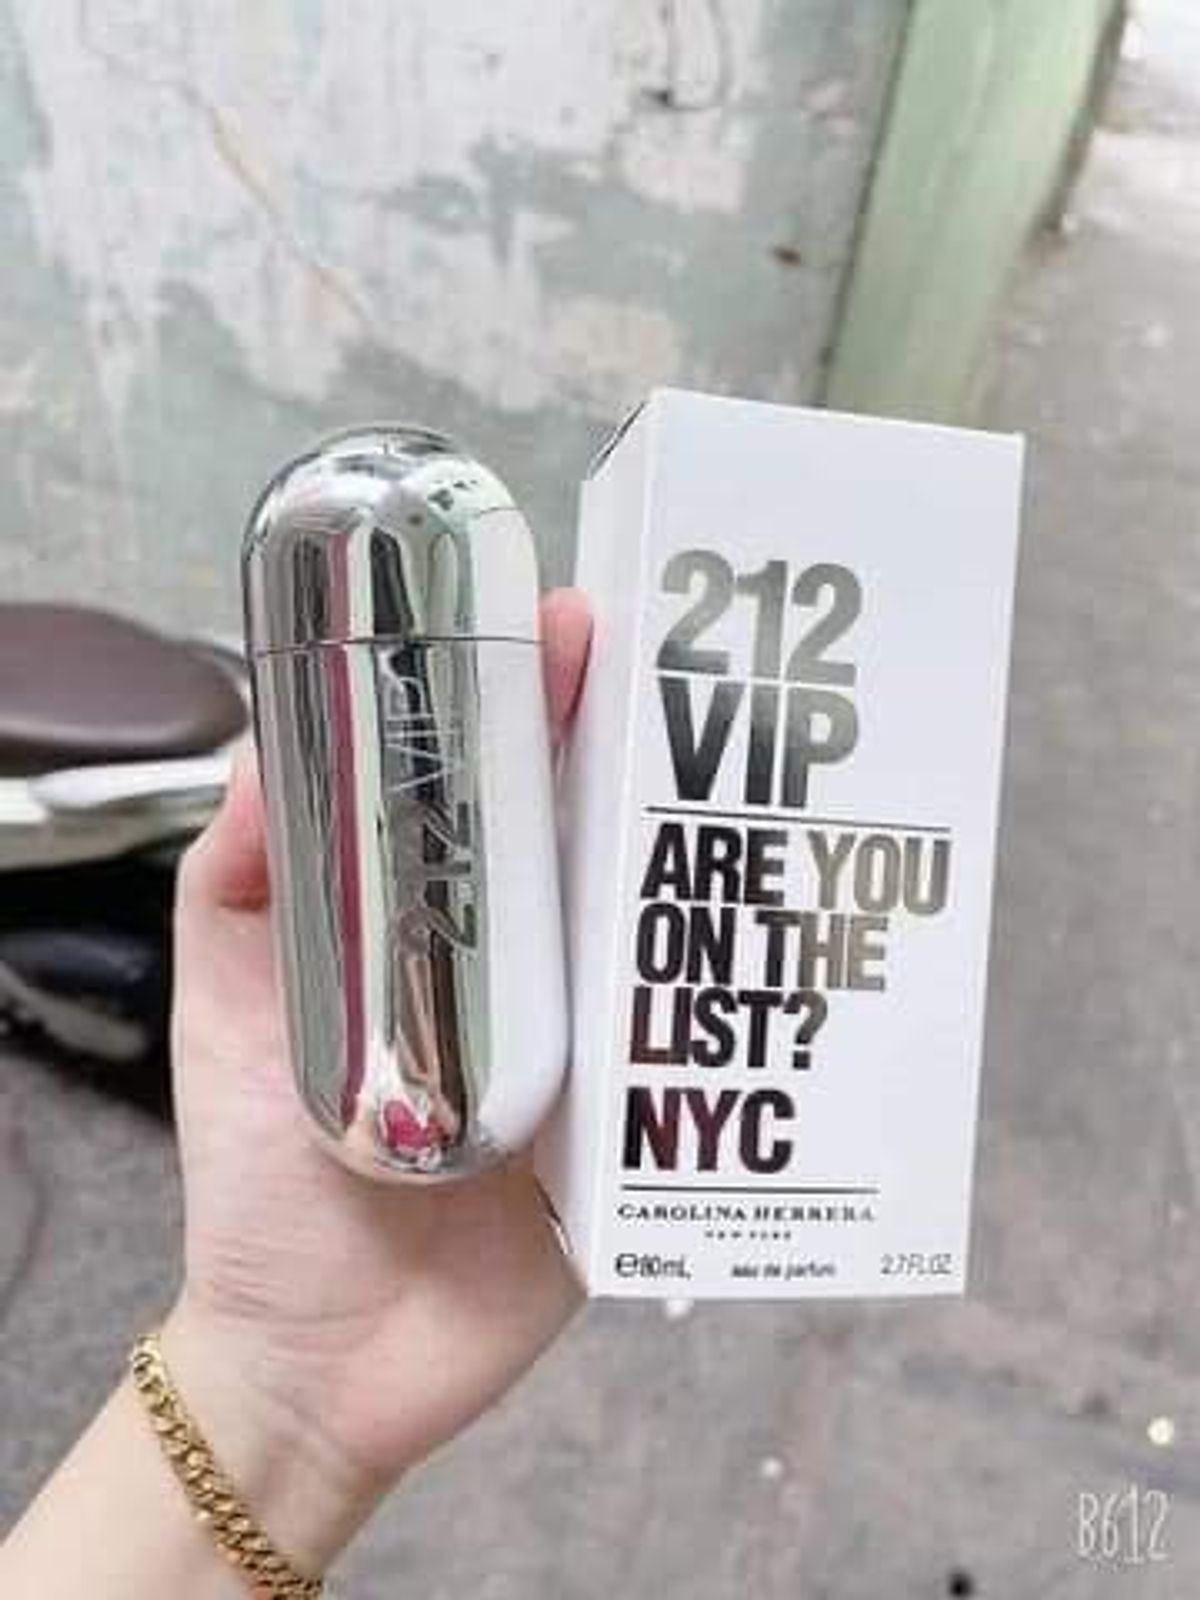 212 VIP
212
VIP
ARE YOU
ON THE
LIST?
NYC
CAROLINA HERRERA
NEW YORK
℮80mL eau de parfum 2.7FL.OZ
B612